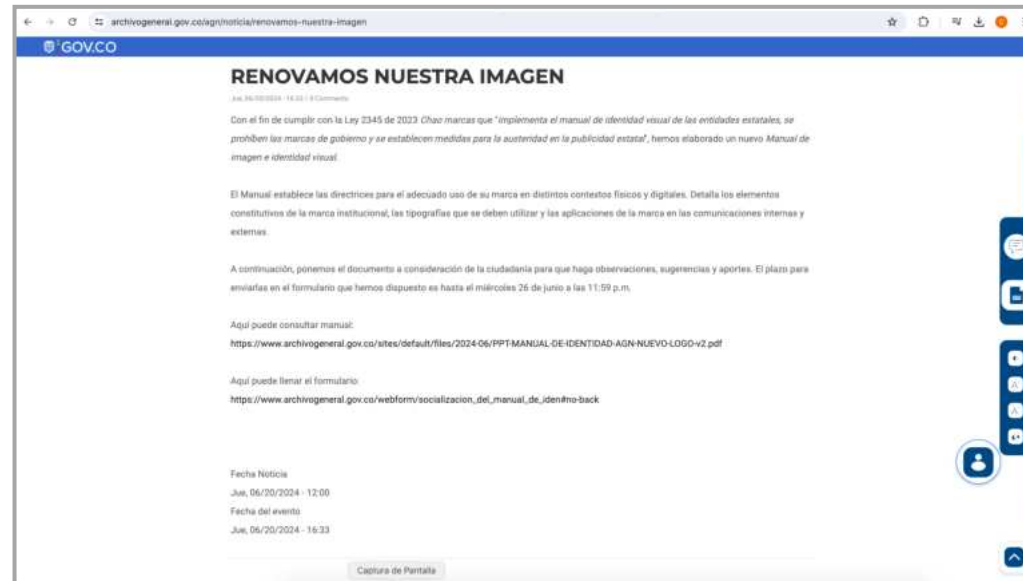 archivogeneral.gov.co/agn/noticia/renovamos-nuestra-imagen
GOV.CO
RENOVAMOS NUESTRA IMAGEN
Jue, 06/20/2024 - 16:33 / 0 Comments
Con el fin de cumplir con la Ley 2345 de 2023 Chao marcas que "implementa el manual de identidad visual de las entidades estatales, se
prohíben las marcas de gobierno y se establecen medidas para la austeridad en la publicidad estatal", hemos elaborado un nuevo Manual de
imagen e identidad visual.
El Manual establece las directrices para el adecuado uso de su marca en distintos contextos físicos y digitales. Detalla los elementos
constitutivos de la marca institucional, las tipografías que se deben utilizar y las aplicaciones de la marca en las comunicaciones internas y
externas.
A continuación, ponemos el documento a consideración de la ciudadanía para que haga observaciones, sugerencias y aportes. El plazo para
enviarlas en el formulario que hemos dispuesto es hasta el miércoles 26 de junio a las 11:59 p.m.
Aquí puede consultar manual:
https://www.archivogeneral.gov.co/sites/default/files/2024-06/PPT-MANUAL-DE-IDENTIDAD-AGN-NUEVO-LOGO-v2.pdf
Aquí puede llenar el formulario
https://www.archivogeneral.gov.co/webform/socializacion_del_manual_de_iden#no-back
Fecha Noticia
Jue, 06/20/2024 - 12:00
Fecha del evento
Jue, 06/20/2024 - 16:33
Captura de Pantalla